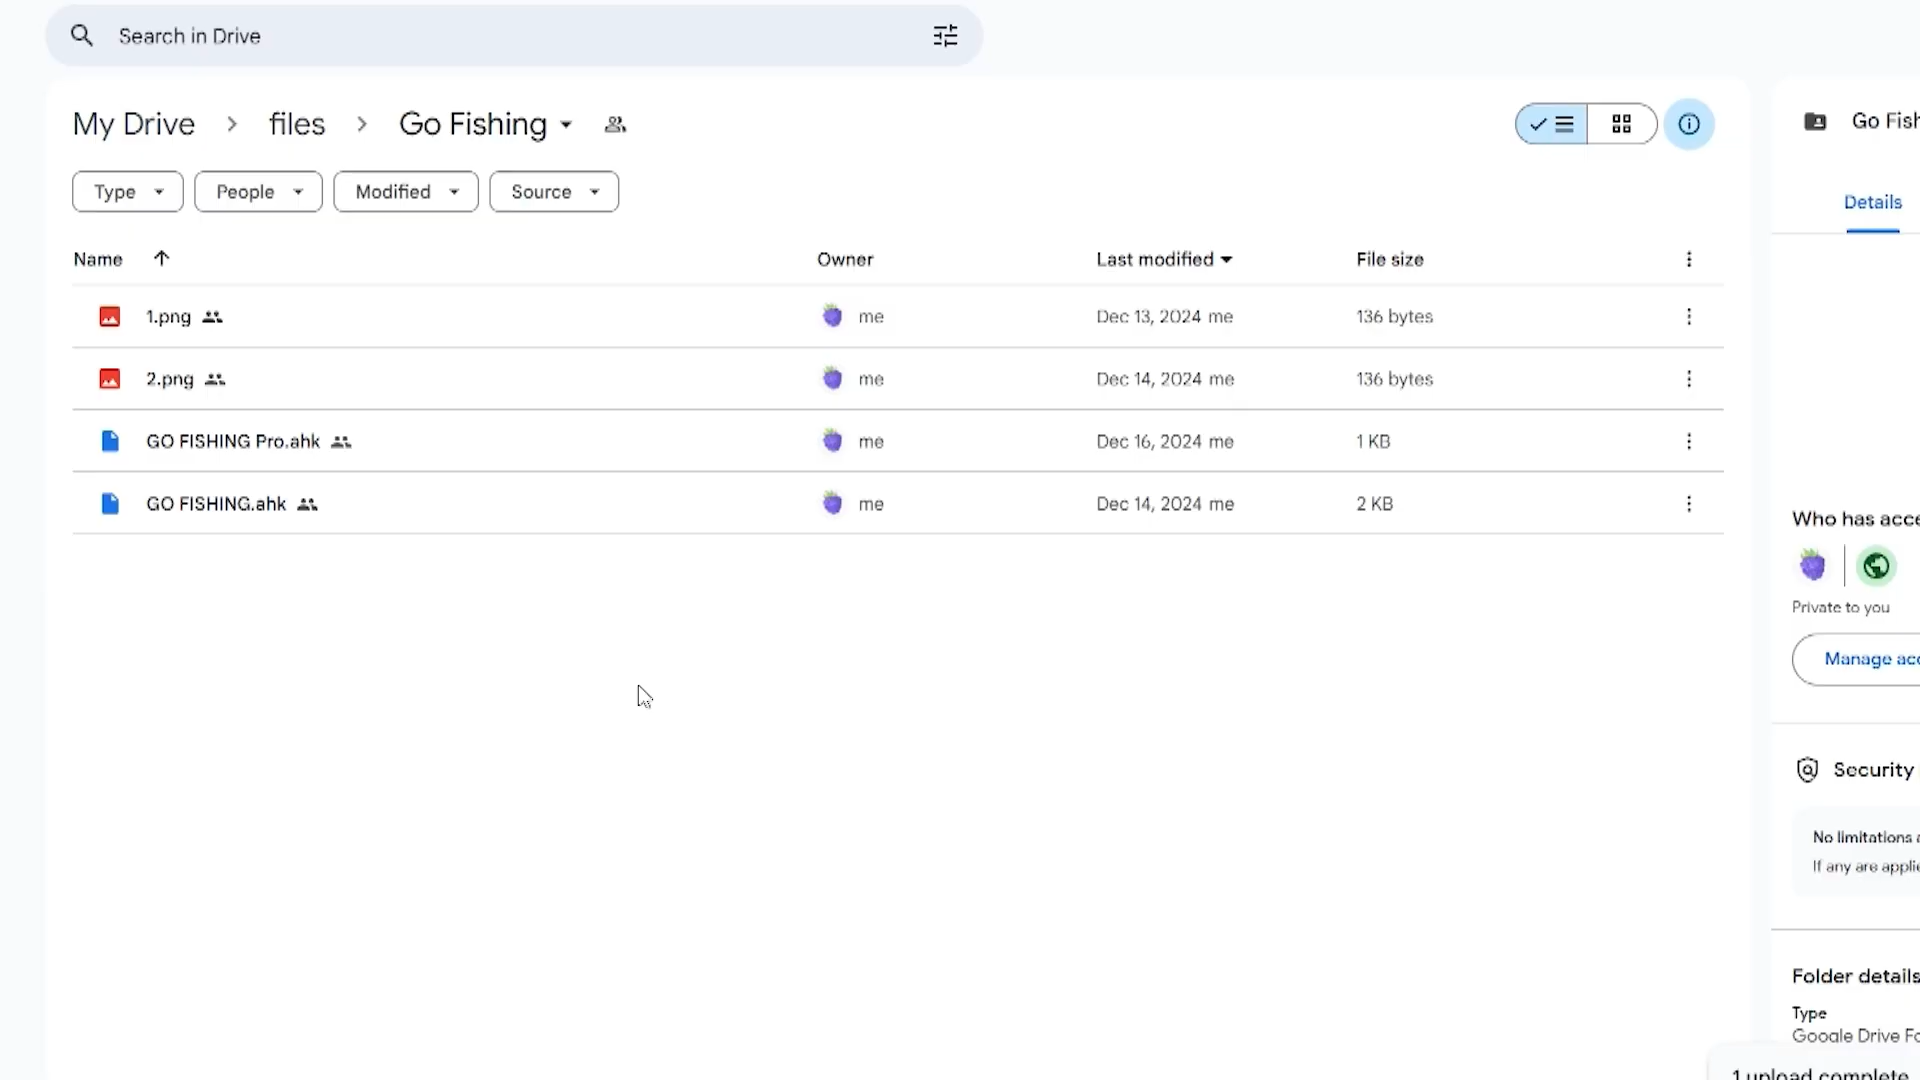 Search in Drive
My Drive > files > Go Fishing
Go Fish
Type People Modified Source
Details
Name Owner Last modified File size
1.png me Dec 13, 2024 me 136 bytes
2.png me Dec 14, 2024 me 136 bytes
GO FISHING Pro.ahk me Dec 16, 2024 me 1 KB
GO FISHING.ahk me Dec 14, 2024 me 2 KB
Who has acce
Private to you
Manage acc
Security
No limitations a
If any are applie
Folder details
Type
Google Drive Fo
1 upload complete